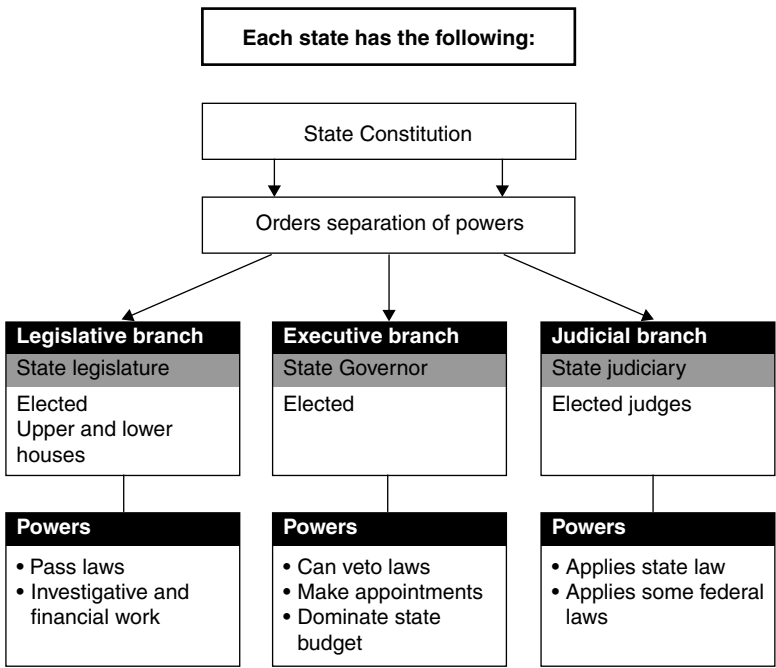 Each state has the following:
State Constitution
Orders separation of powers
Legislative branch
State legislature
Elected
Upper and lower
houses
Powers
• Pass laws
• Investigative and
financial work
Executive branch
State Governor
Elected
Powers
• Can veto laws
• Make appointments
• Dominate state
budget
Judicial branch
State judiciary
Elected judges
Powers
• Applies state law
• Applies some federal
laws